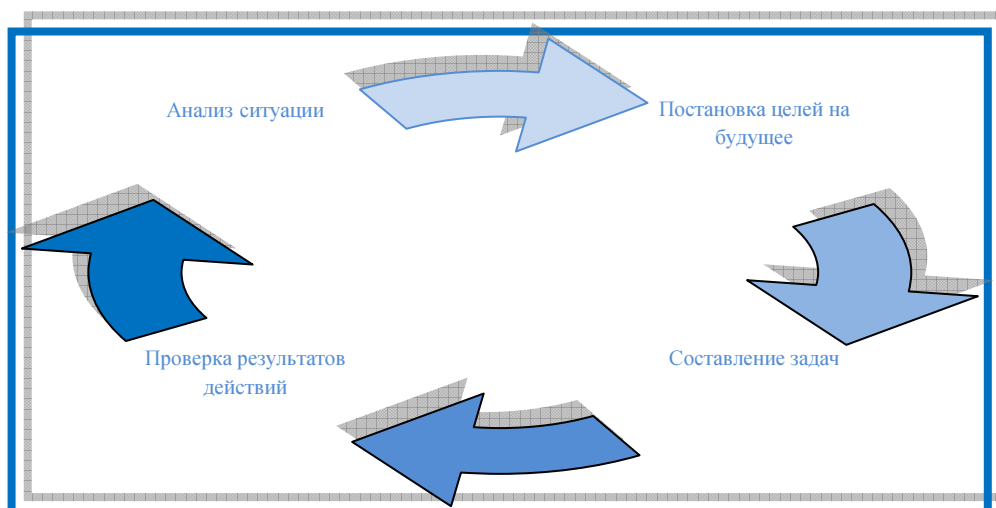 Анализ ситуации
Постановка целей на
будущее
Составление задач
Проверка результатов
действий